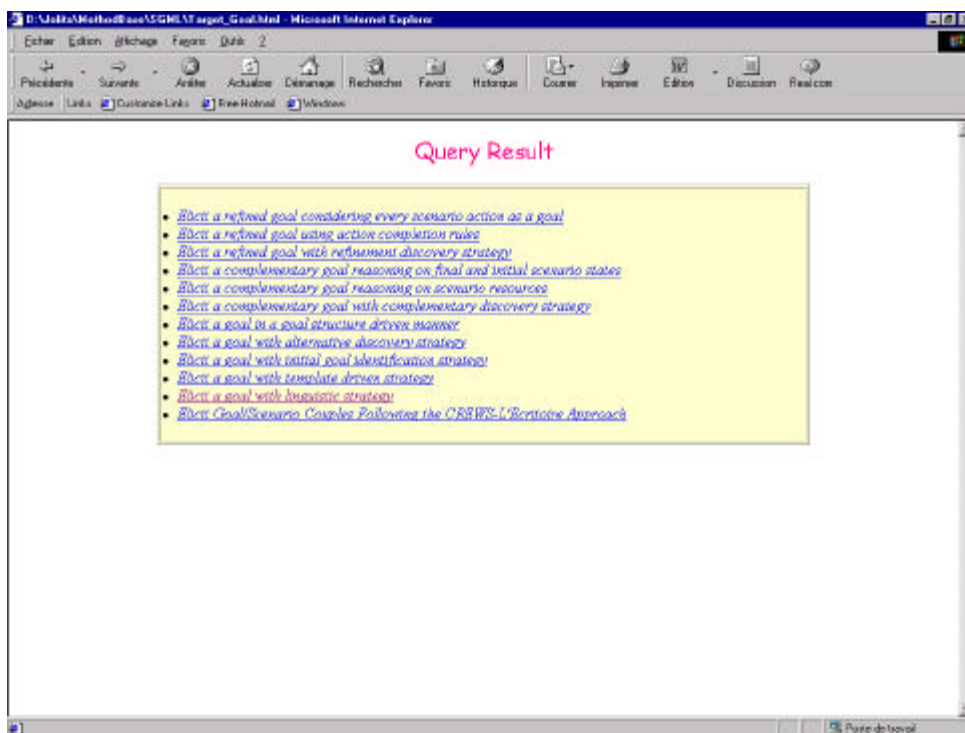 D:\Jolita\MethodBase\SGML\Target_Goal.html - Microsoft Internet Explorer
Fichier Edition Affichage Favoris Outils ?
Précédente Suivante Arrêter Actualiser Démarrage Rechercher Favoris Historique Courrier Imprimer Edition Discussion Real.com
Adresse Links Customize Links Free Hotmail Windows
Query Result
Elicit a refined goal considering every scenario action as a goal
Elicit a refined goal using action completion rules
Elicit a refined goal with refinement discovery strategy
Elicit a complementary goal reasoning on final and initial scenario states
Elicit a complementary goal reasoning on scenario resources
Elicit a complementary goal with complementary discovery strategy
Elicit a goal in a goal structure driven manner
Elicit a goal with alternative discovery strategy
Elicit a goal with initial goal identification strategy
Elicit a goal with template driven strategy
Elicit a goal with linguistic strategy
Elicit Goal/Scenario Couples Following the CREWS-L'Ecritoire Approach
Poste de travail